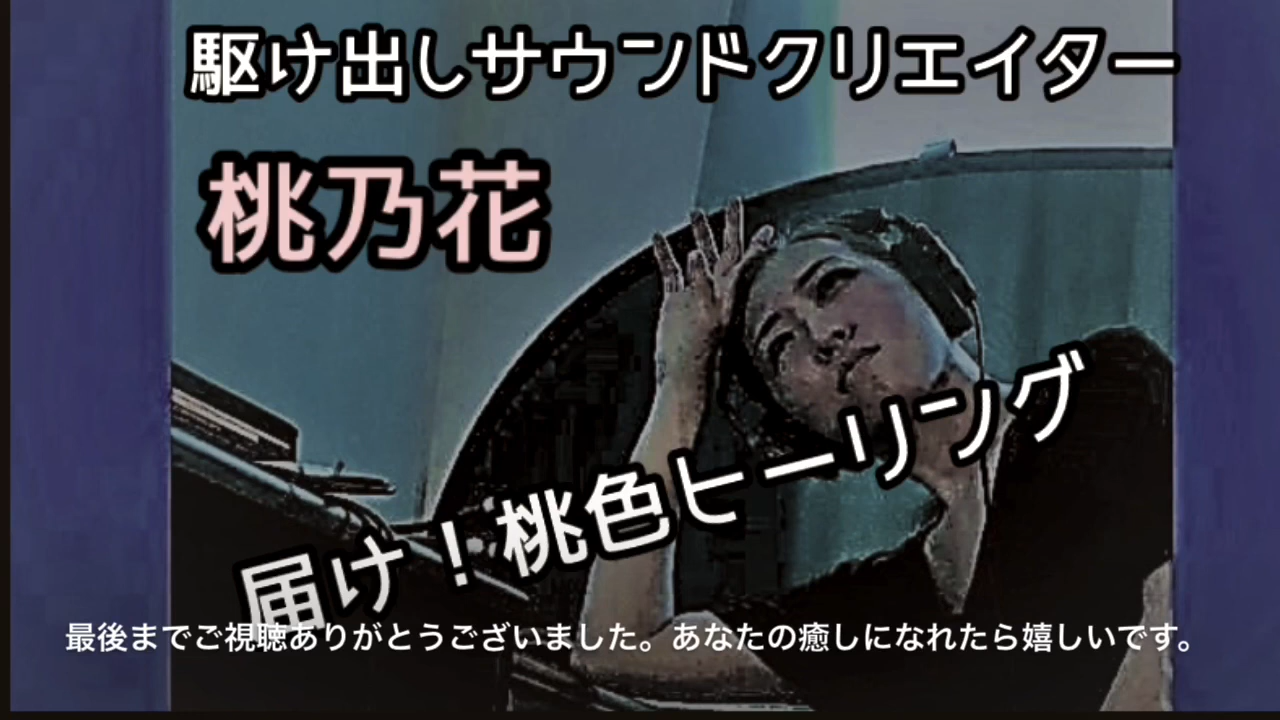 駆け出しサウンドクリエイター
桃乃花
届け！桃色ヒーリング
最後までご視聴ありがとうございました。あなたの癒しになれたら嬉しいです。